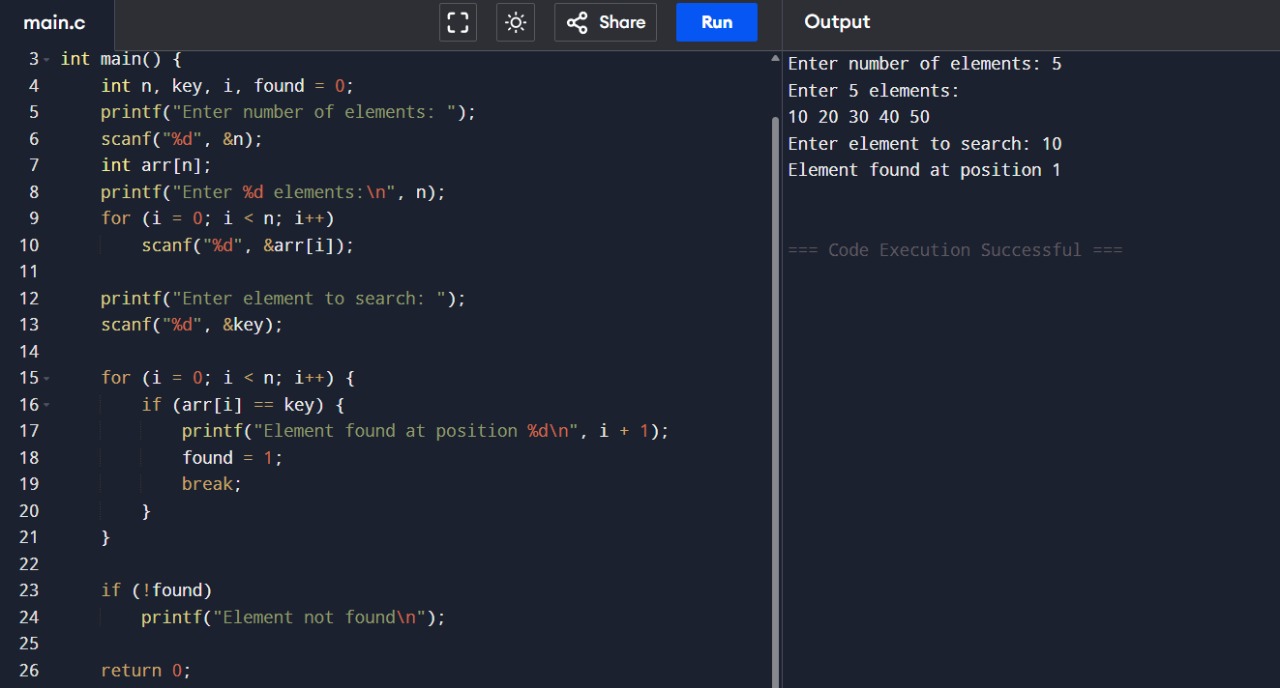 main.c
Share
Run
Output
3 int main() {
4     int n, key, i, found = 0;
5     printf("Enter number of elements: ");
6     scanf("%d", &n);
7     int arr[n];
8     printf("Enter %d elements:\n", n);
9     for (i = 0; i < n; i++)
10         scanf("%d", &arr[i]);
11
12     printf("Enter element to search: ");
13     scanf("%d", &key);
14
15     for (i = 0; i < n; i++) {
16         if (arr[i] == key) {
17             printf("Element found at position %d\n", i + 1);
18             found = 1;
19             break;
20         }
21     }
22
23     if (!found)
24         printf("Element not found\n");
25
26     return 0;
Enter number of elements: 5
Enter 5 elements:
10 20 30 40 50
Enter element to search: 10
Element found at position 1
=== Code Execution Successful ===